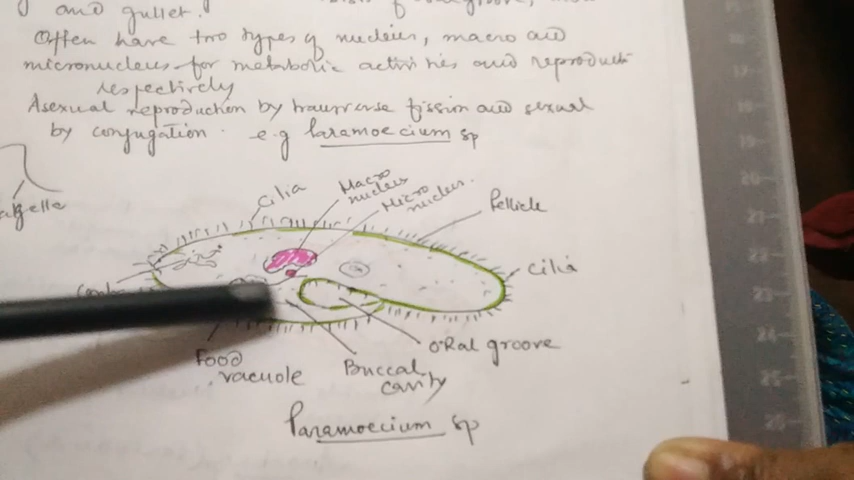 and gullet.
Often have two types of nucleus, macro and
micronucleus for metabolic activities and reproducti
respectively
Asexual reproduction by transverse fission and sexual
by conjugation. e.g Paramoecium sp
Cilia
Macro
nucleus
Micro
nucleus.
Pellicle
Cilia
Oral groove
Food
vacuole
Buccal
cavity
Paramoecium sp